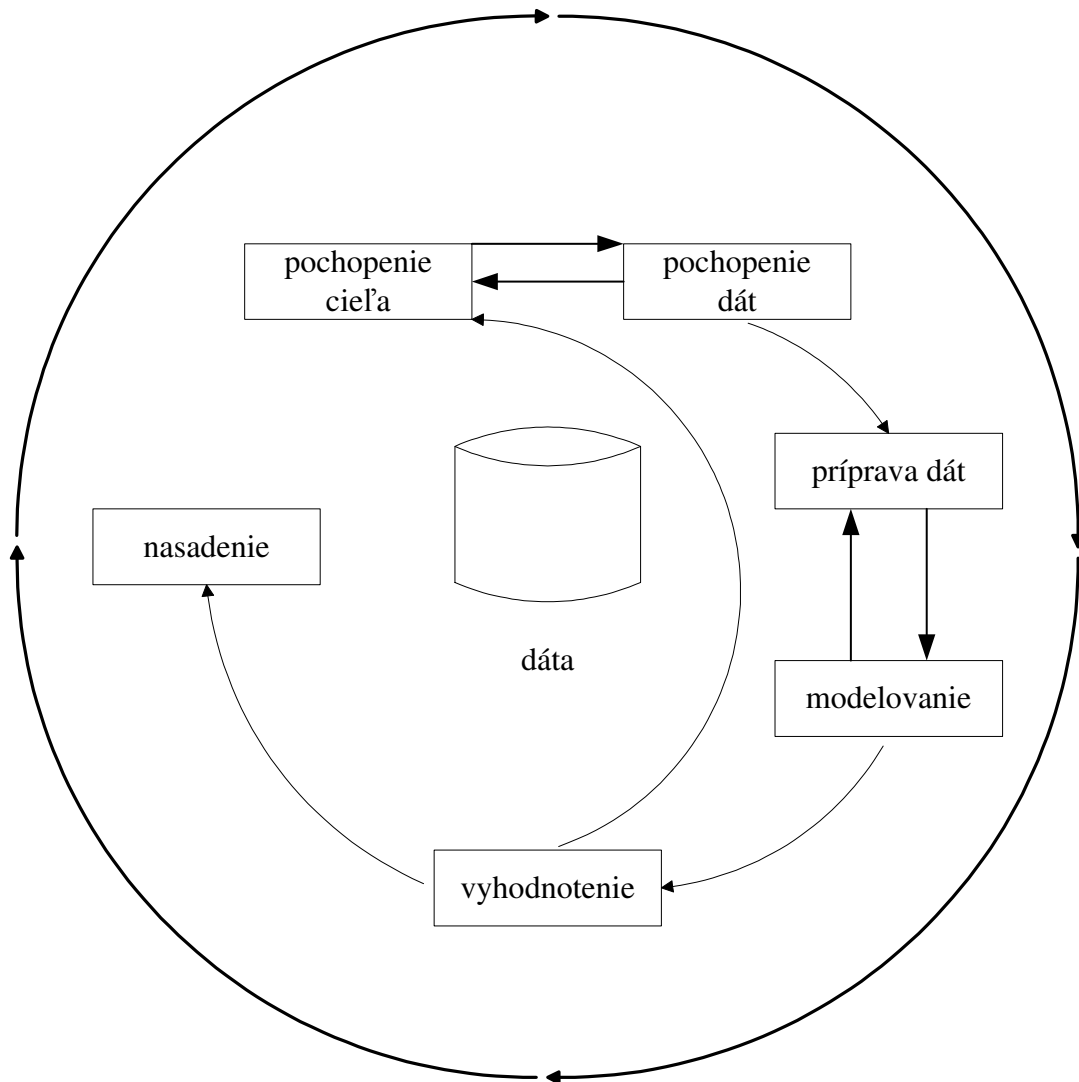 pochopenie
cieľa
pochopenie
dát
príprava dát
nasadenie
dáta
modelovanie
vyhodnotenie